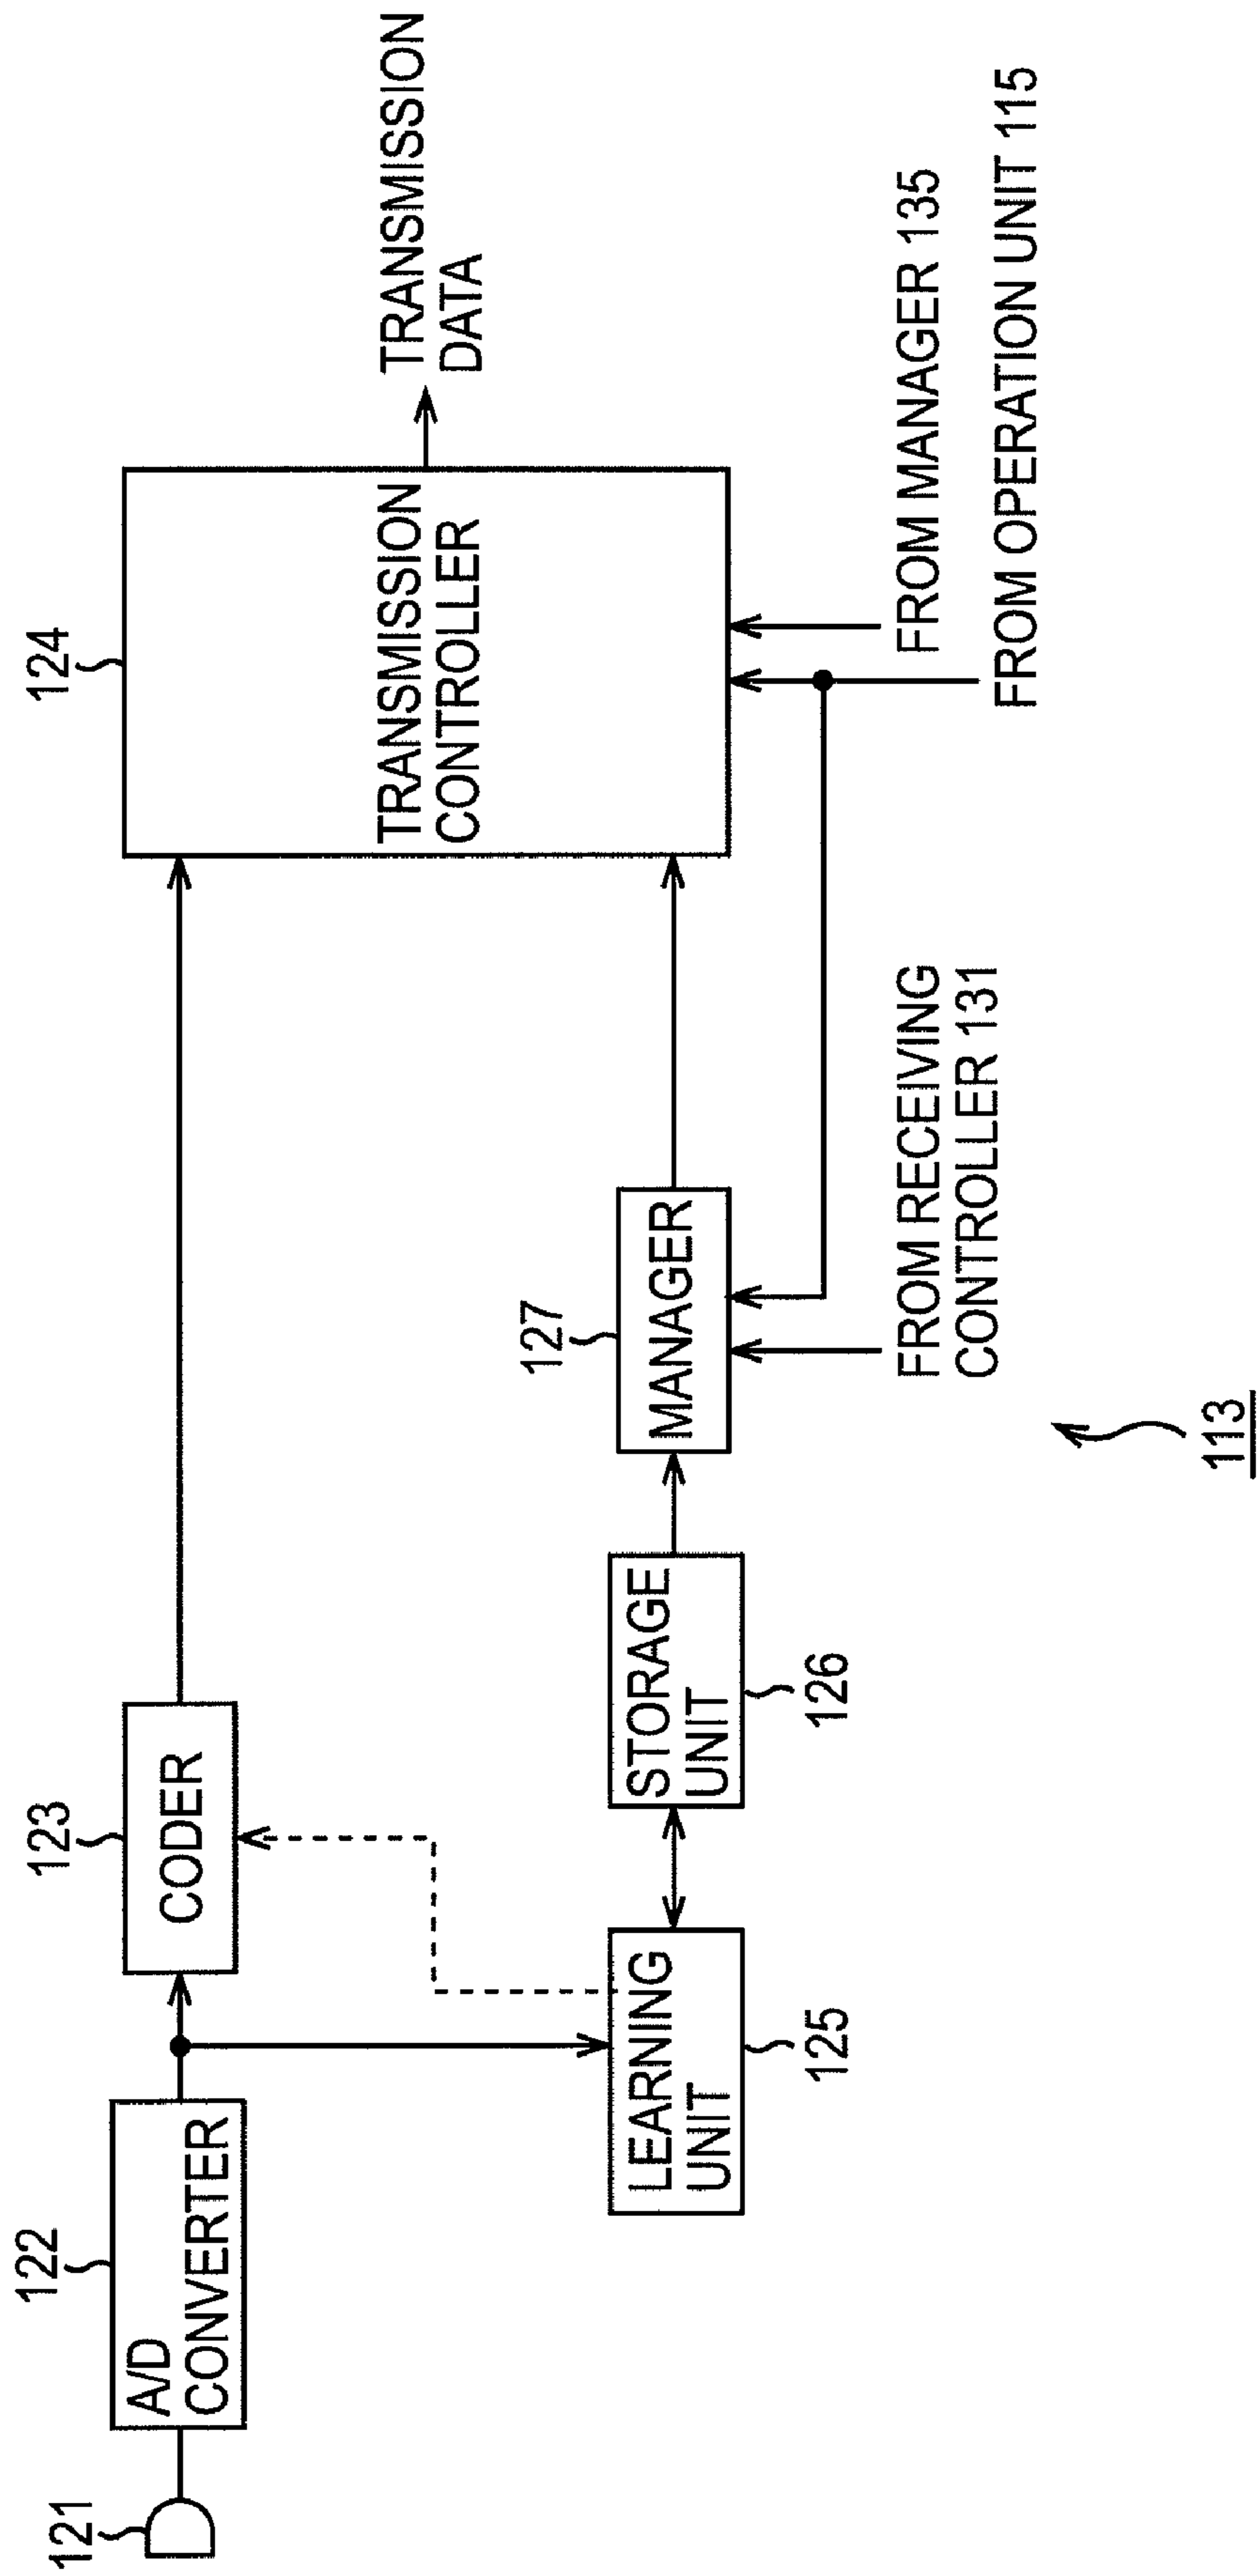 121
122
A/D
CONVERTER
123
CODER
124
TRANSMISSION
CONTROLLER
TRANSMISSION
DATA
125
LEARNING
UNIT
126
STORAGE
UNIT
127
MANAGER
FROM RECEIVING
CONTROLLER 131
FROM MANAGER 135
FROM OPERATION UNIT 115
113